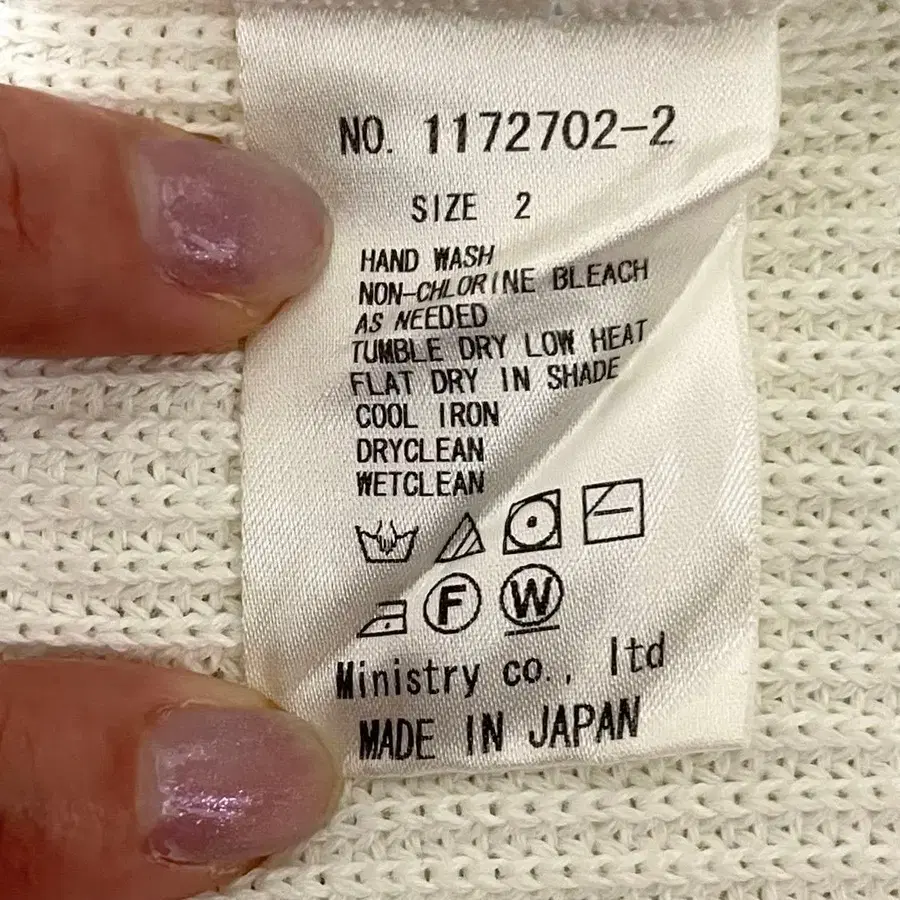 NO. 1172702-2
SIZE 2
HAND WASH
NON-CHLORINE BLEACH
AS NEEDED
TUMBLE DRY LOW HEAT
FLAT DRY IN SHADE
COOL IRON
DRYCLEAN
WETCLEAN
F W
Ministry co., ltd
MADE IN JAPAN